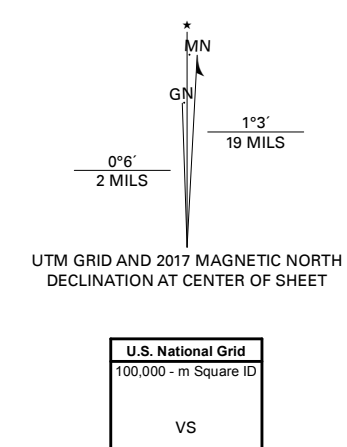 ★
MN
GN
1°3´
19 MILS
0°6´
2 MILS
UTM GRID AND 2017 MAGNETIC NORTH
DECLINATION AT CENTER OF SHEET
U.S. National Grid
100,000 - m Square ID
VS